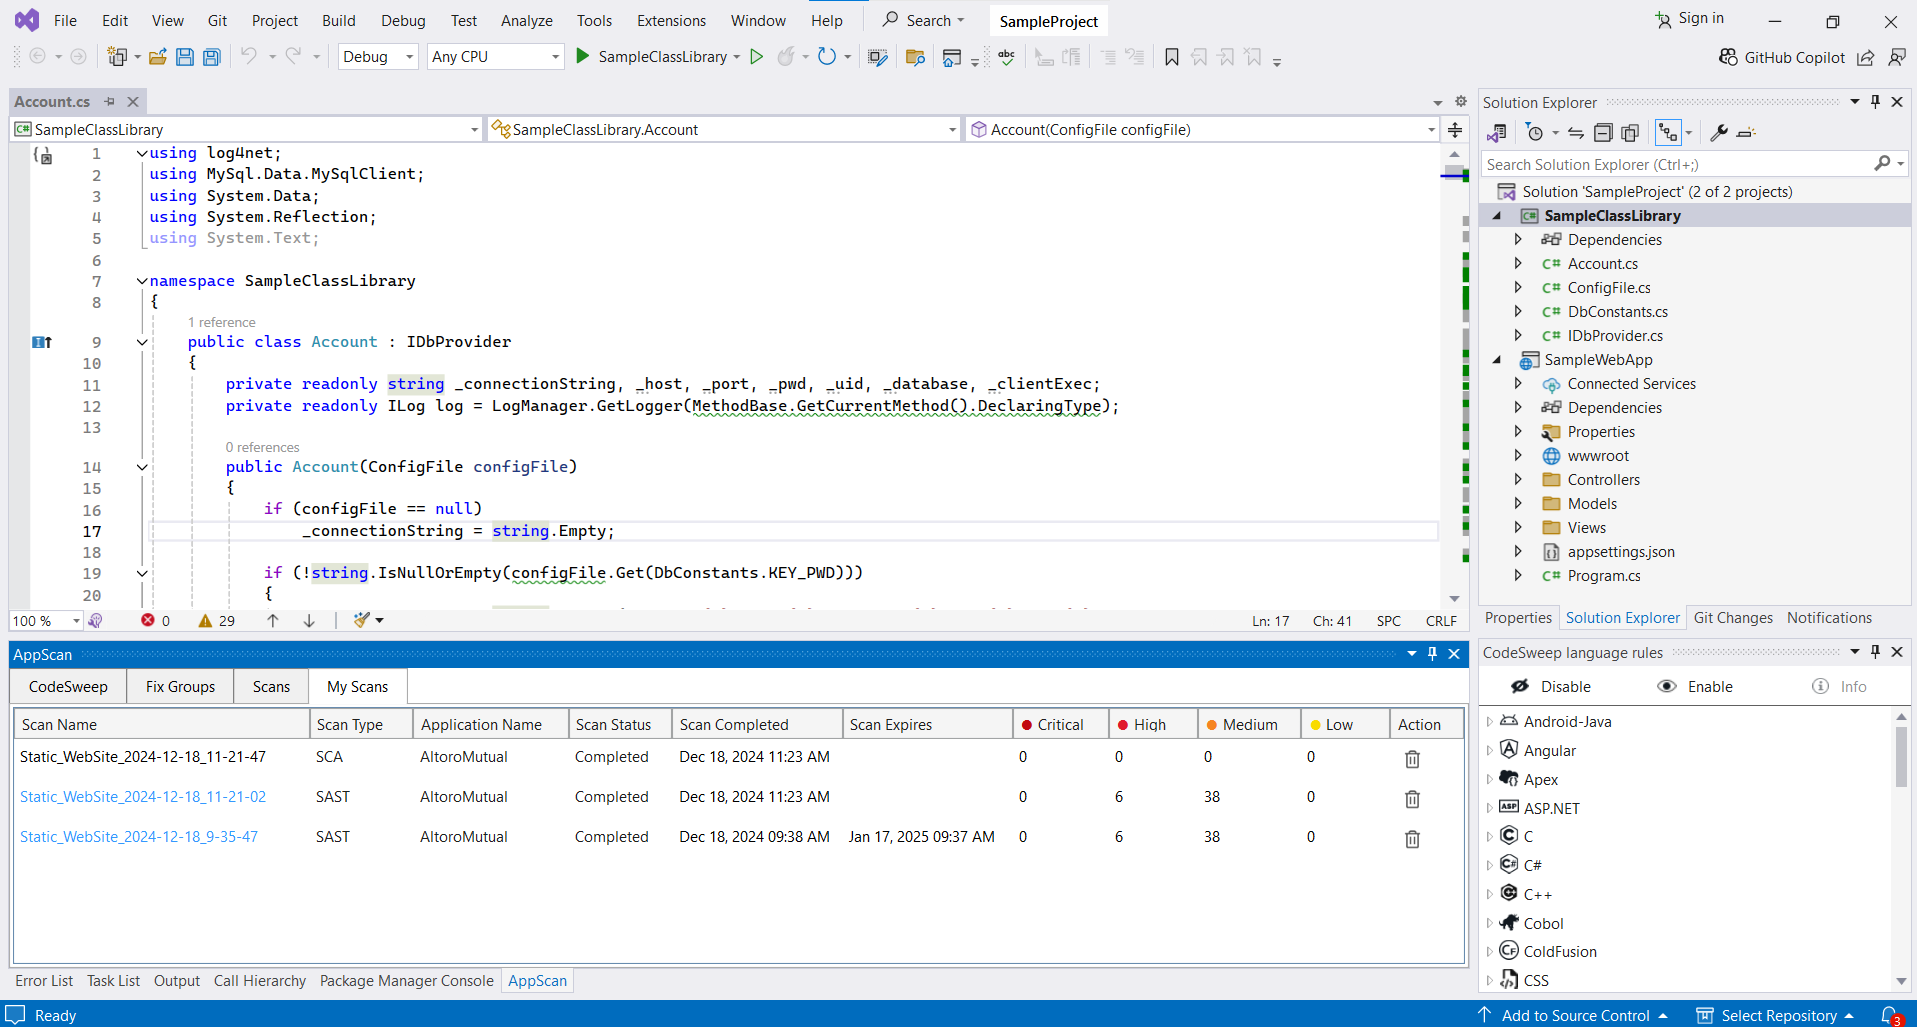 File Edit View Git Project Build Debug Test Analyze Tools Extensions Window Help Search SampleProject Sign in
Debug Any CPU SampleClassLibrary abc GitHub Copilot
Account.cs
SampleClassLibrary SampleClassLibrary.Account Account(ConfigFile configFile)
1 using log4net;
2 using MySql.Data.MySqlClient;
3 using System.Data;
4 using System.Reflection;
5 using System.Text;
6
7 namespace SampleClassLibrary
8 {
1 reference
9 public class Account : IDbProvider
10 {
11 private readonly string _connectionString, _host, _port, _pwd, _uid, _database, _clientExec;
12 private readonly ILog log = LogManager.GetLogger(MethodBase.GetCurrentMethod().DeclaringType);
13
0 references
14 public Account(ConfigFile configFile)
15 {
16 if (configFile == null)
17 _connectionString = string.Empty;
18
19 if (!string.IsNullOrEmpty(configFile.Get(DbConstants.KEY_PWD)))
20 {
100 % 0 29 Ln: 17 Ch: 41 SPC CRLF
Solution Explorer
Search Solution Explorer (Ctrl+;)
Solution 'SampleProject' (2 of 2 projects)
C# SampleClassLibrary
Dependencies
C# Account.cs
C# ConfigFile.cs
C# DbConstants.cs
C# IDbProvider.cs
SampleWebApp
Connected Services
Dependencies
Properties
wwwroot
Controllers
Models
Views
appsettings.json
C# Program.cs
Properties Solution Explorer Git Changes Notifications
AppScan
CodeSweep Fix Groups Scans My Scans
Scan Name Scan Type Application Name Scan Status Scan Completed Scan Expires Critical High Medium Low Action
Static_WebSite_2024-12-18_11-21-47 SCA AltoroMutual Completed Dec 18, 2024 11:23 AM 0 0 0 0
Static_WebSite_2024-12-18_11-21-02 SAST AltoroMutual Completed Dec 18, 2024 11:23 AM 0 6 38 0
Static_WebSite_2024-12-18_9-35-47 SAST AltoroMutual Completed Dec 18, 2024 09:38 AM Jan 17, 2025 09:37 AM 0 6 38 0
CodeSweep language rules
Disable Enable Info
Android-Java
Angular
Apex
ASP ASP.NET
C C
C# C#
C++
Cobol
CF ColdFusion
CSS
Error List Task List Output Call Hierarchy Package Manager Console AppScan
Ready Add to Source Control Select Repository 3